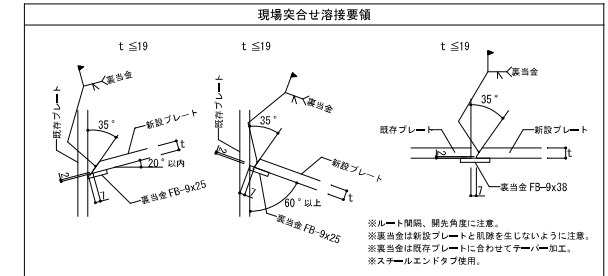 現場突合せ溶接要領
t ≦19
裏当金
既存プレート
35°
新設プレート
t
20°以内
2
7
裏当金 FB-9x25
t ≦19
裏当金
既存プレート
35°
2
新設プレート
t
7
60°以上
裏当金 FB-9x25
t ≦19
裏当金
35°
既存プレート
新設プレート
2
t
7
裏当金 FB-9x38
※ルート間隔、開先角度に注意。
※裏当金は新設プレートと肌隙を生じないように注意。
※裏当金は既存プレートに合わせてテーパー加工。
※スチールエンドタブ使用。